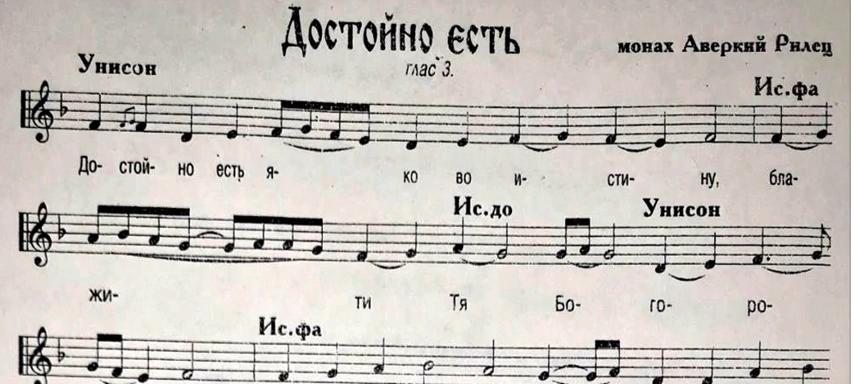 Достойно есть
монах Аверкий Рилец
Унисон
глас 3.
Ис.фа
До- стой- но есть я- ко во и- сти- ну, бла-
Ис.до Унисон
жи- ти Тя Бо- го- ро-
Ис.фа